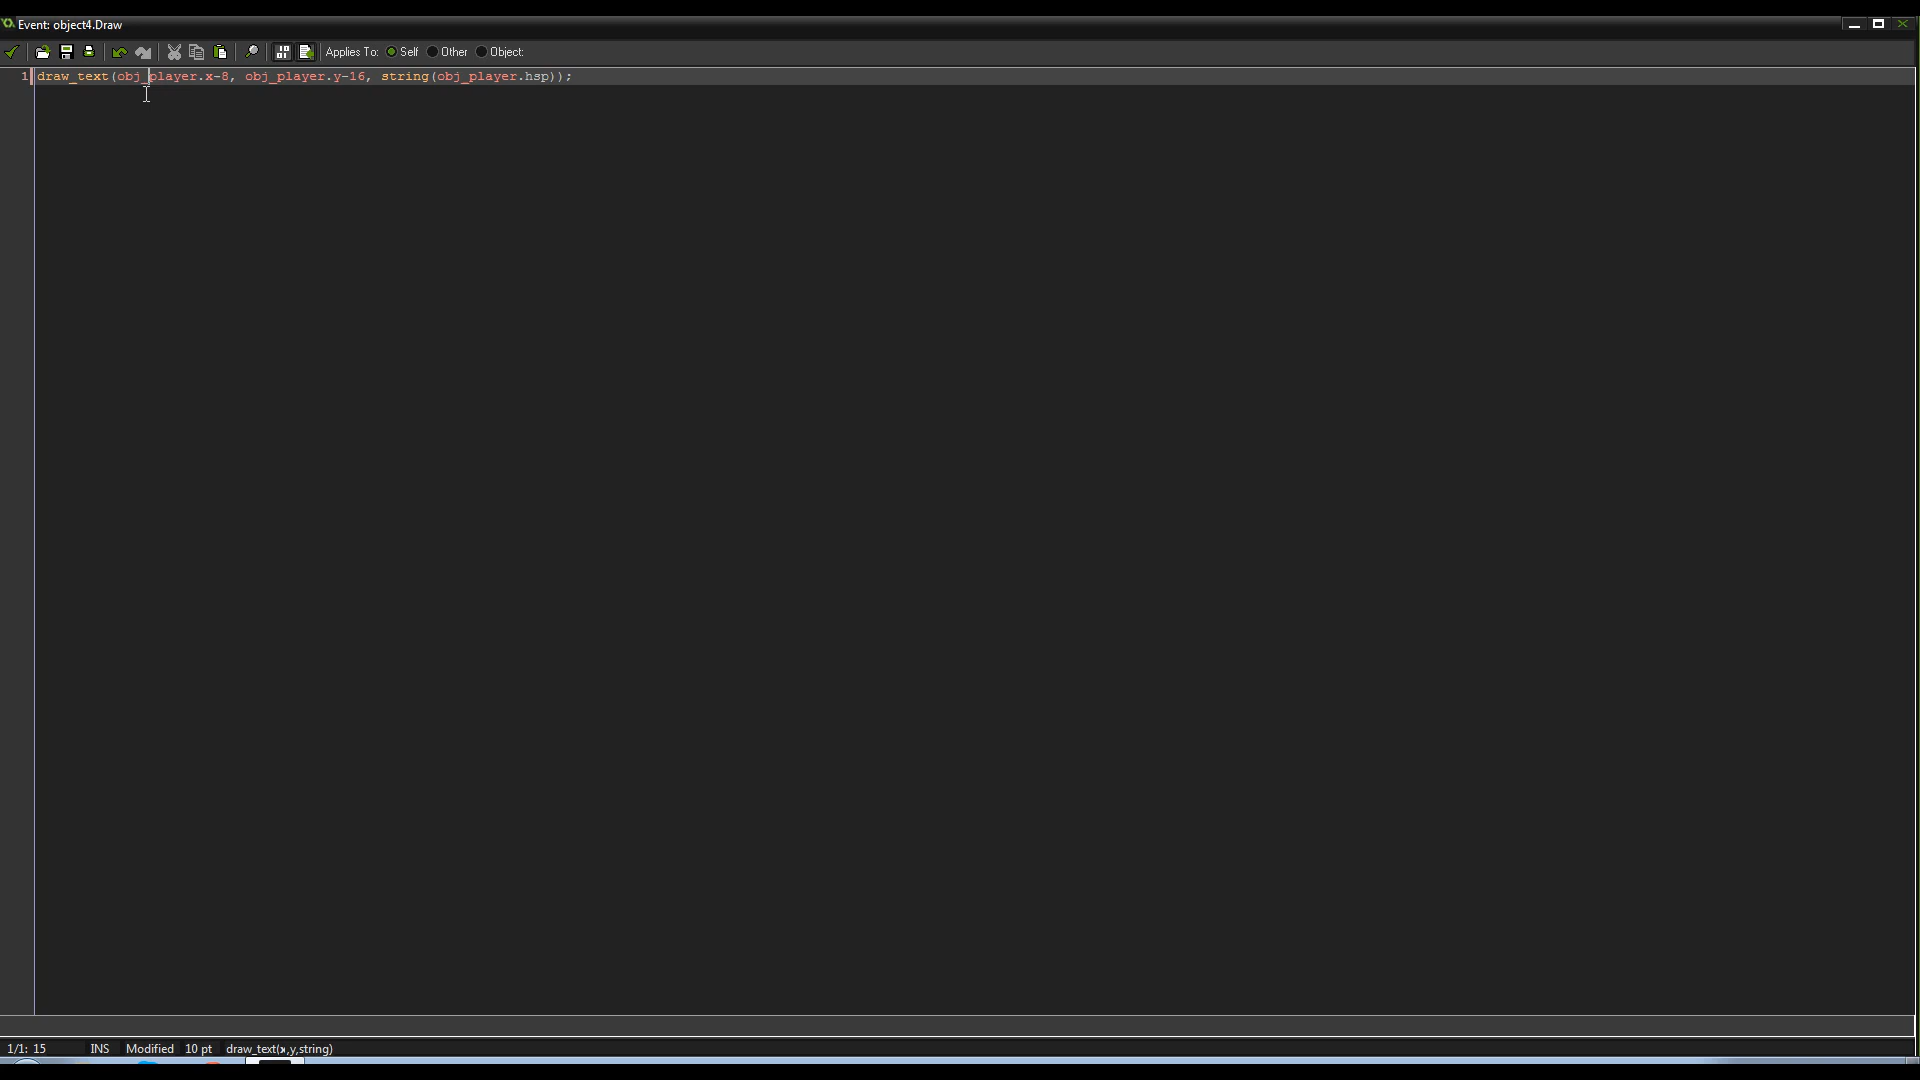 Event: object4.Draw
Applies To: Self Other Object:
1 draw_text(obj_player.x-8, obj_player.y-16, string(obj_player.hsp));
1/1: 15 INS Modified 10 pt draw_text(x,y,string)